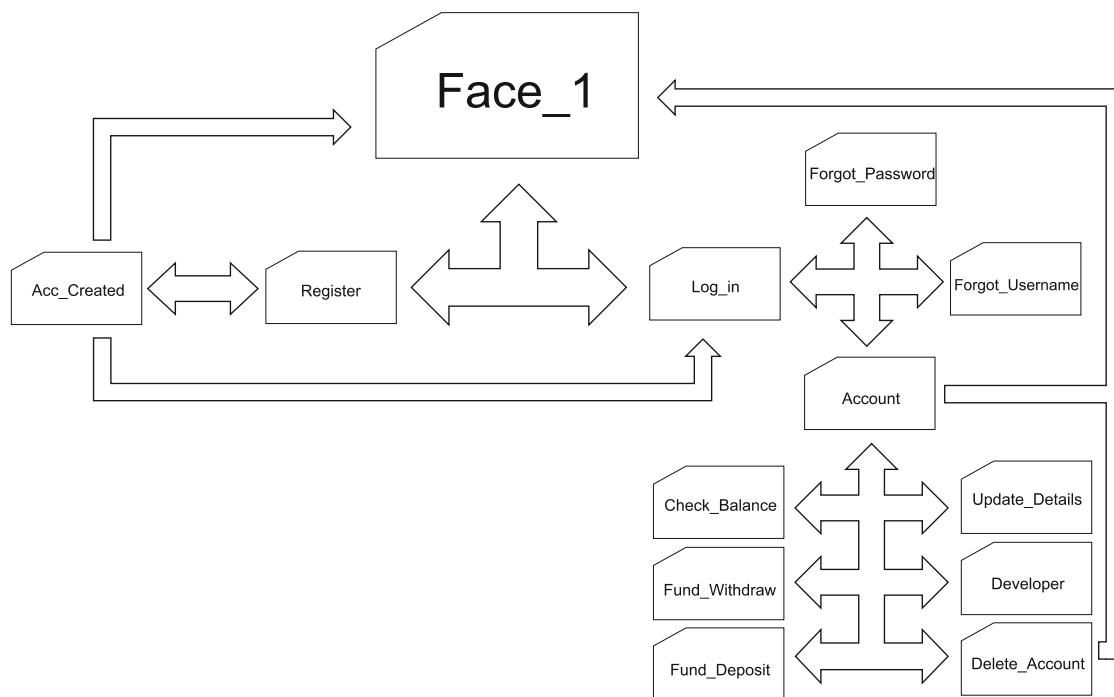 Face_1
Forgot_Password
Acc_Created
Register
Log_in
Forgot_Username
Account
Check_Balance
Update_Details
Fund_Withdraw
Developer
Fund_Deposit
Delete_Account